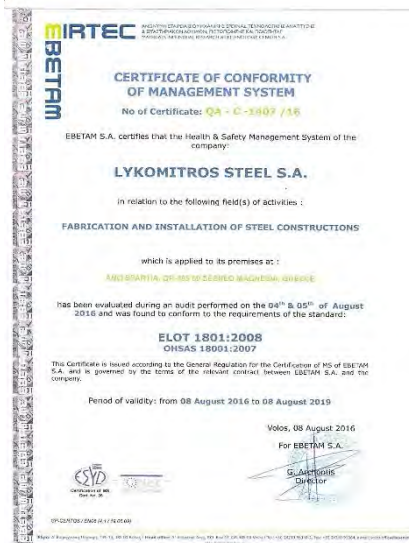 MIRTEC
EBETAM
CERTIFICATE OF CONFORMITY
OF MANAGEMENT SYSTEM
No of Certificate: QA - C -1407 /16
EBETAM S.A. certifies that the Health & Safety Management System of the
company:
LYKOMITROS STEEL S.A.
in relation to the following field(s) of activities :
FABRICATION AND INSTALLATION OF STEEL CONSTRUCTIONS
which is applied to its premises at :
has been evaluated during an audit performed on the 04th & 05th of August
2016 and was found to conform to the requirements of the standard:
ELOT 1801:2008
OHSAS 18001:2007
This Certificate is issued according to the General Regulation for the Certification of MS of EBETAM
S.A. and is governed by the terms of the relevant contract between EBETAM S.A. and the
company.
Period of validity: from 08 August 2016 to 08 August 2019
Volos, 08 August 2016
For EBETAM S.A.
Director
ESYD